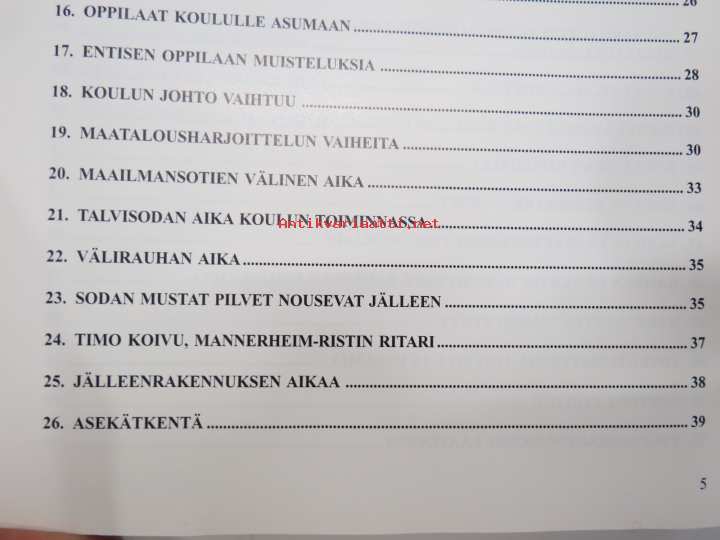 26
16. OPPILAAT KOULULLE ASUMAAN 27
17. ENTISEN OPPILAAN MUISTELUKSIA 28
18. KOULUN JOHTO VAIHTUU 30
19. MAATALOUSHARJOITTELUN VAIHEITA 30
20. MAAILMANSOTIEN VÄLINEN AIKA 33
21. TALVISODAN AIKA KOULUN TOIMINNASSA 34
Antikvariaatti.net
22. VÄLIRAUHAN AIKA 35
23. SODAN MUSTAT PILVET NOUSEVAT JÄLLEEN 35
24. TIMO KOIVU, MANNERHEIM-RISTIN RITARI 37
25. JÄLLEENRAKENNUKSEN AIKAA 38
26. ASEKÄTKENTÄ 39
5